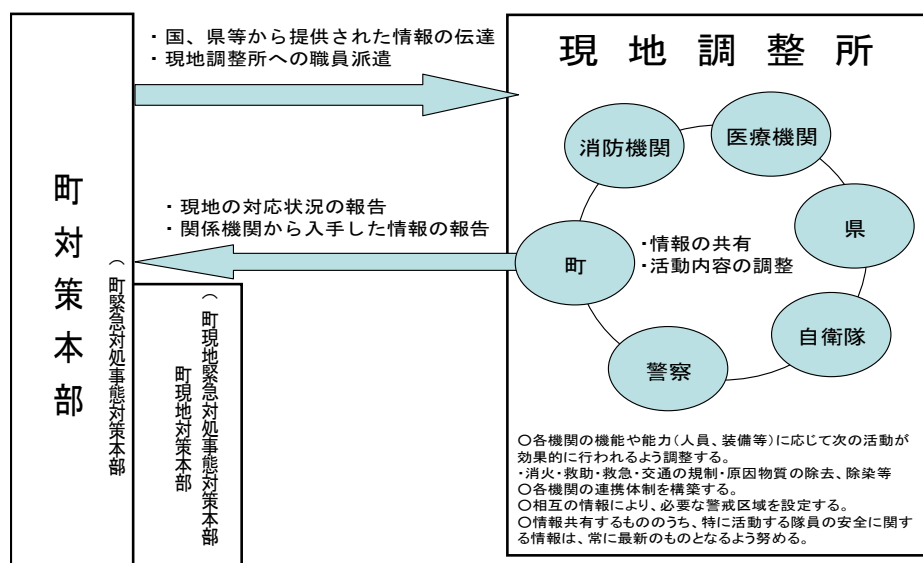 ・国、県等から提供された情報の伝達
・現地調整所への職員派遣
現地調整所
消防機関
医療機関
県
自衛隊
警察
町
・情報の共有
・活動内容の調整
・現地の対応状況の報告
・関係機関から入手した情報の報告
町対策本部
（町緊急対処事態対策本部
（町現地緊急対処事態対策本部
町現地対策本部
○各機関の機能や能力（人員、装備等）に応じて次の活動が
効果的に行われるよう調整する。
・消火・救助・救急・交通の規制・原因物質の除去、除染等
○各機関の連携体制を構築する。
○相互の情報により、必要な警戒区域を設定する。
○情報共有するもののうち、特に活動する隊員の安全に関す
る情報は、常に最新のものとなるよう努める。